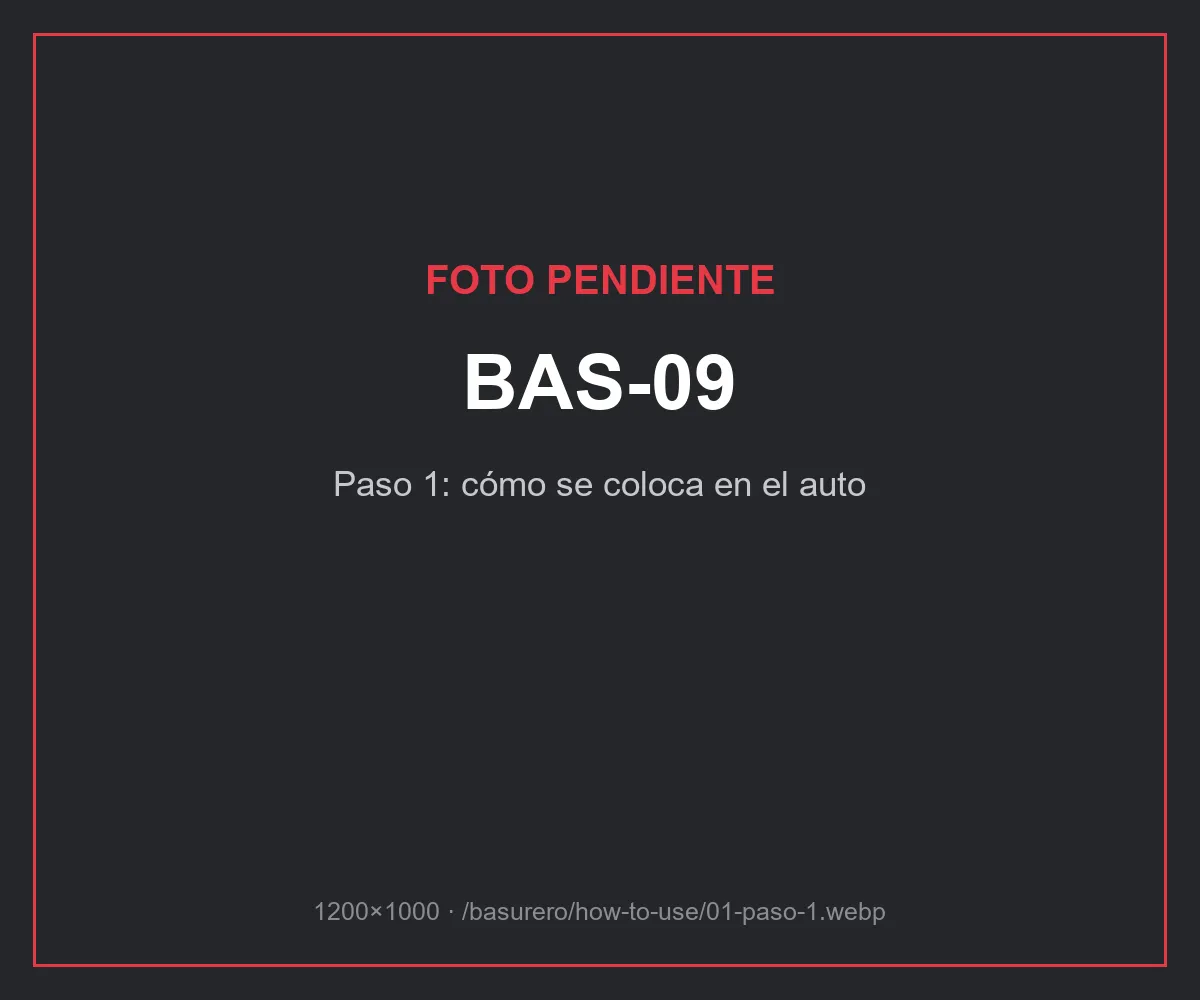 FOTO PENDIENTE
BAS-09
Paso 1: cómo se coloca en el auto
1200×1000 · /basurero/how-to-use/01-paso-1.webp